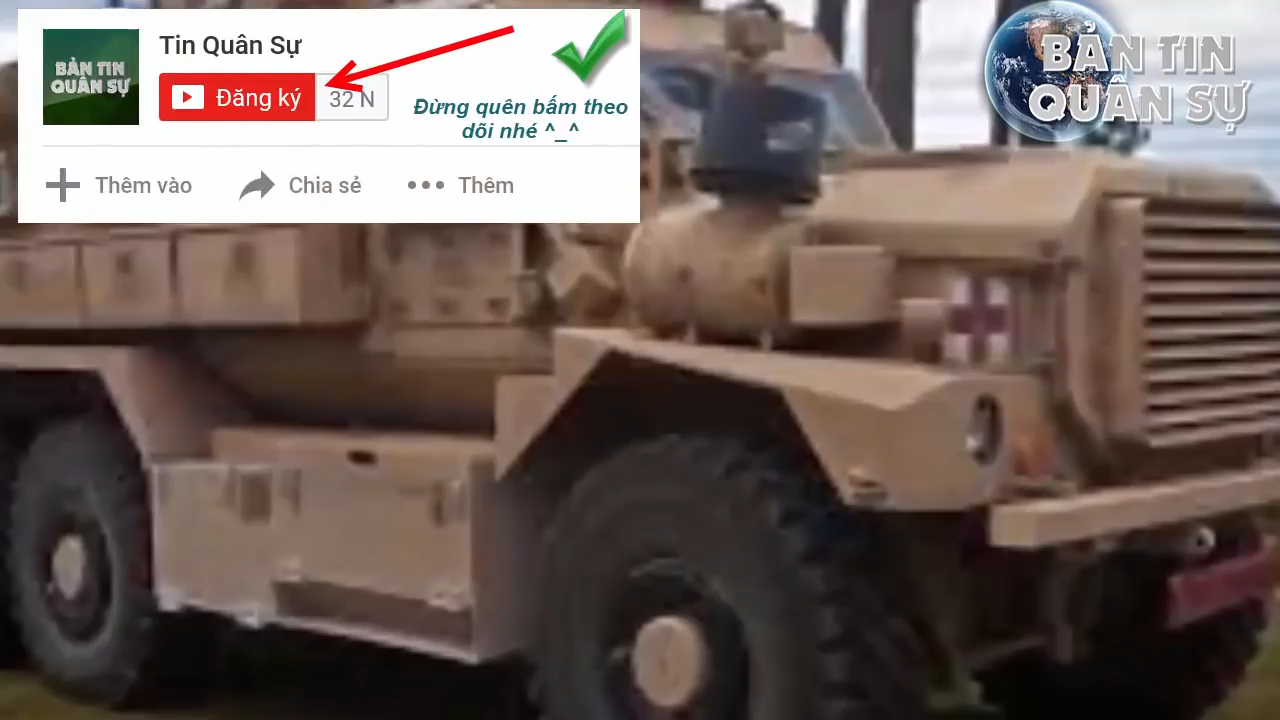 Tin Quân Sự
BẢN TIN
QUÂN SỰ
Đăng ký
32 N
Đừng quên bấm theo
dõi nhé ^_^
Thêm vào
Chia sẻ
Thêm
BẢN TIN
QUÂN SỰ